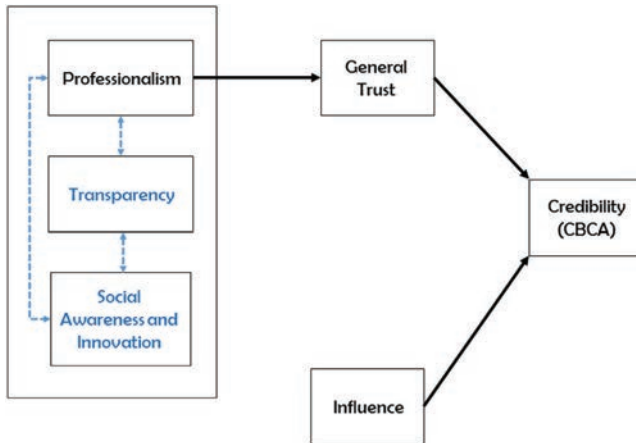 Professionalism
General
Trust
Transparency
Credibility
(CBCA)
Social
Awareness and
Innovation
Influence